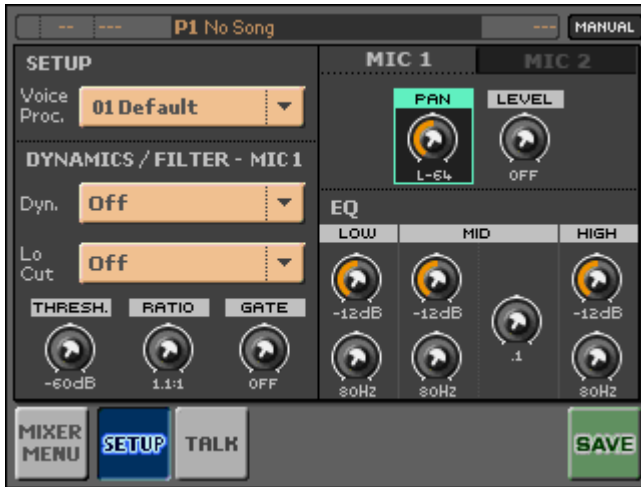 -- --- P1 No Song --- MANUAL
SETUP
Voice Proc. 01 Default
DYNAMICS / FILTER - MIC 1
Dyn. Off
Lo Cut Off
THRESH. RATIO GATE
-60dB 1.1:1 OFF
MIC 1 MIC 2
PAN LEVEL
L-64 OFF
EQ
LOW MID HIGH
-12dB -12dB -12dB
.1
80Hz 80Hz 80Hz
MIXER MENU SETUP TALK SAVE